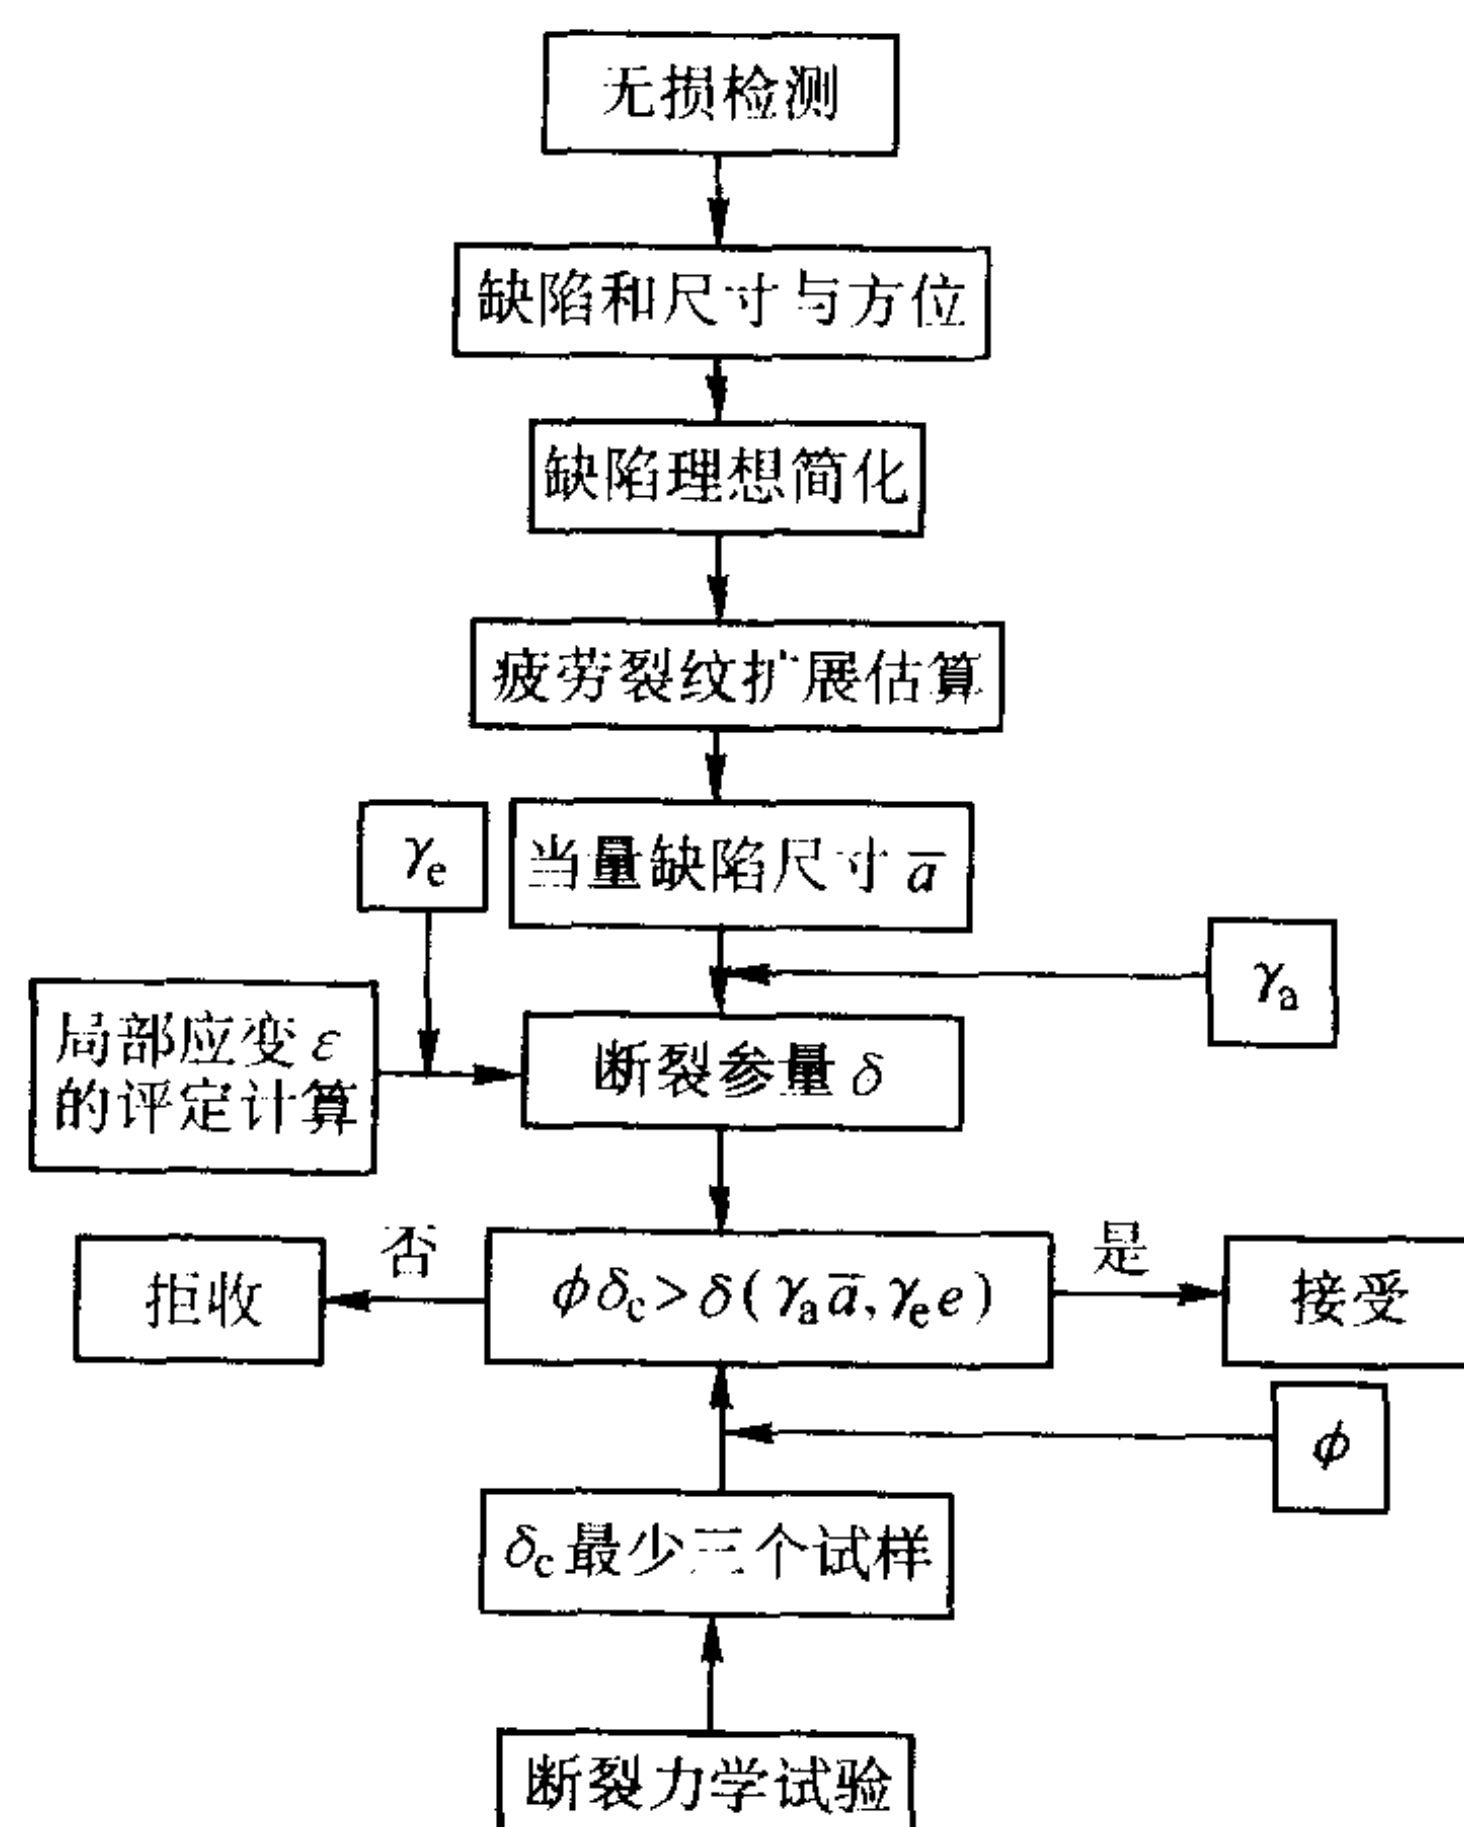 无损检测
缺陷和尺寸与方位
缺陷理想简化
疲劳裂纹扩展估算
γe
当量缺陷尺寸 a̅
γa
局部应变 ε
的评定计算
断裂参量 δ
拒收
否
ϕδc>δ(γa a̅,γe e)
是
接受
ϕ
δc 最少三个试样
断裂力学试验